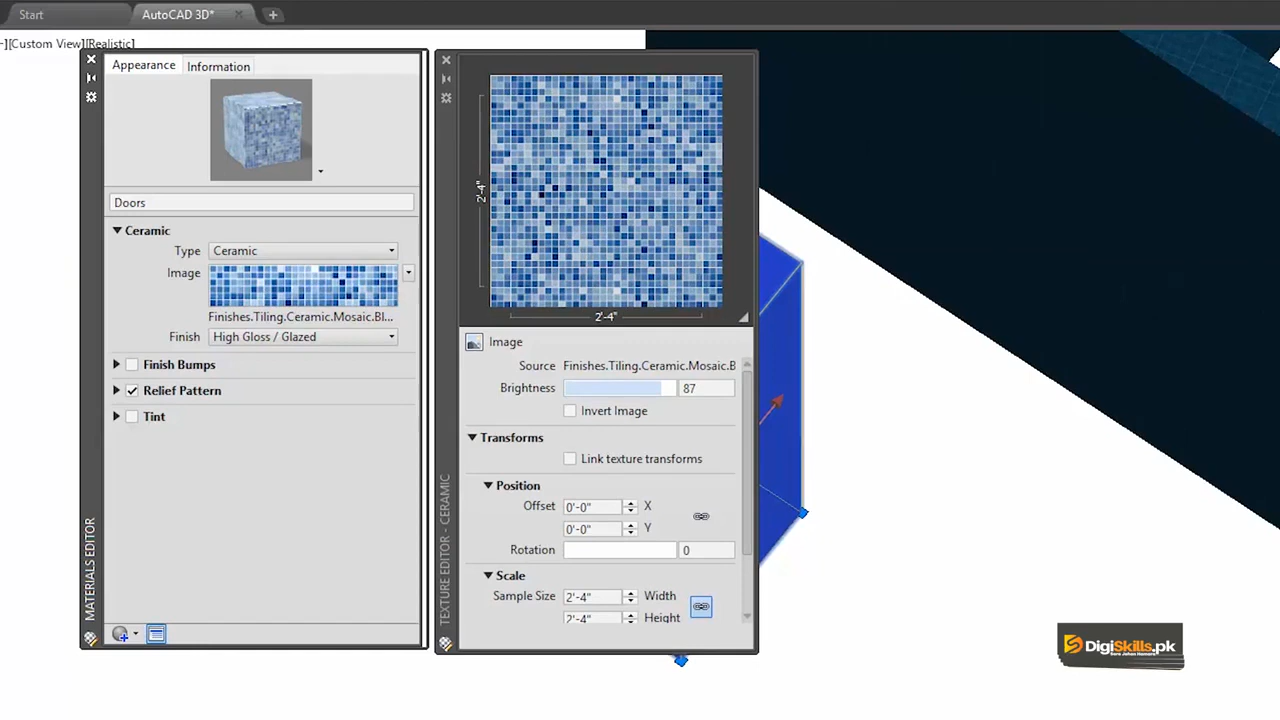 Start
AutoCAD 3D*
-][Custom View][Realistic]
Appearance
Information
Doors
Ceramic
Type Ceramic
Image
Finishes.Tiling.Ceramic.Mosaic.Bl...
Finish High Gloss / Glazed
Finish Bumps
Relief Pattern
Tint
MATERIALS EDITOR
2'-4"
2'-4"
Image
Source Finishes.Tiling.Ceramic.Mosaic.B
Brightness 87
Invert Image
Transforms
Link texture transforms
Position
Offset 0'-0" X
0'-0" Y
Rotation 0
Scale
Sample Size 2'-4" Width
2'-4" Height
TEXTURE EDITOR - CERAMIC
DigiSkills.pk